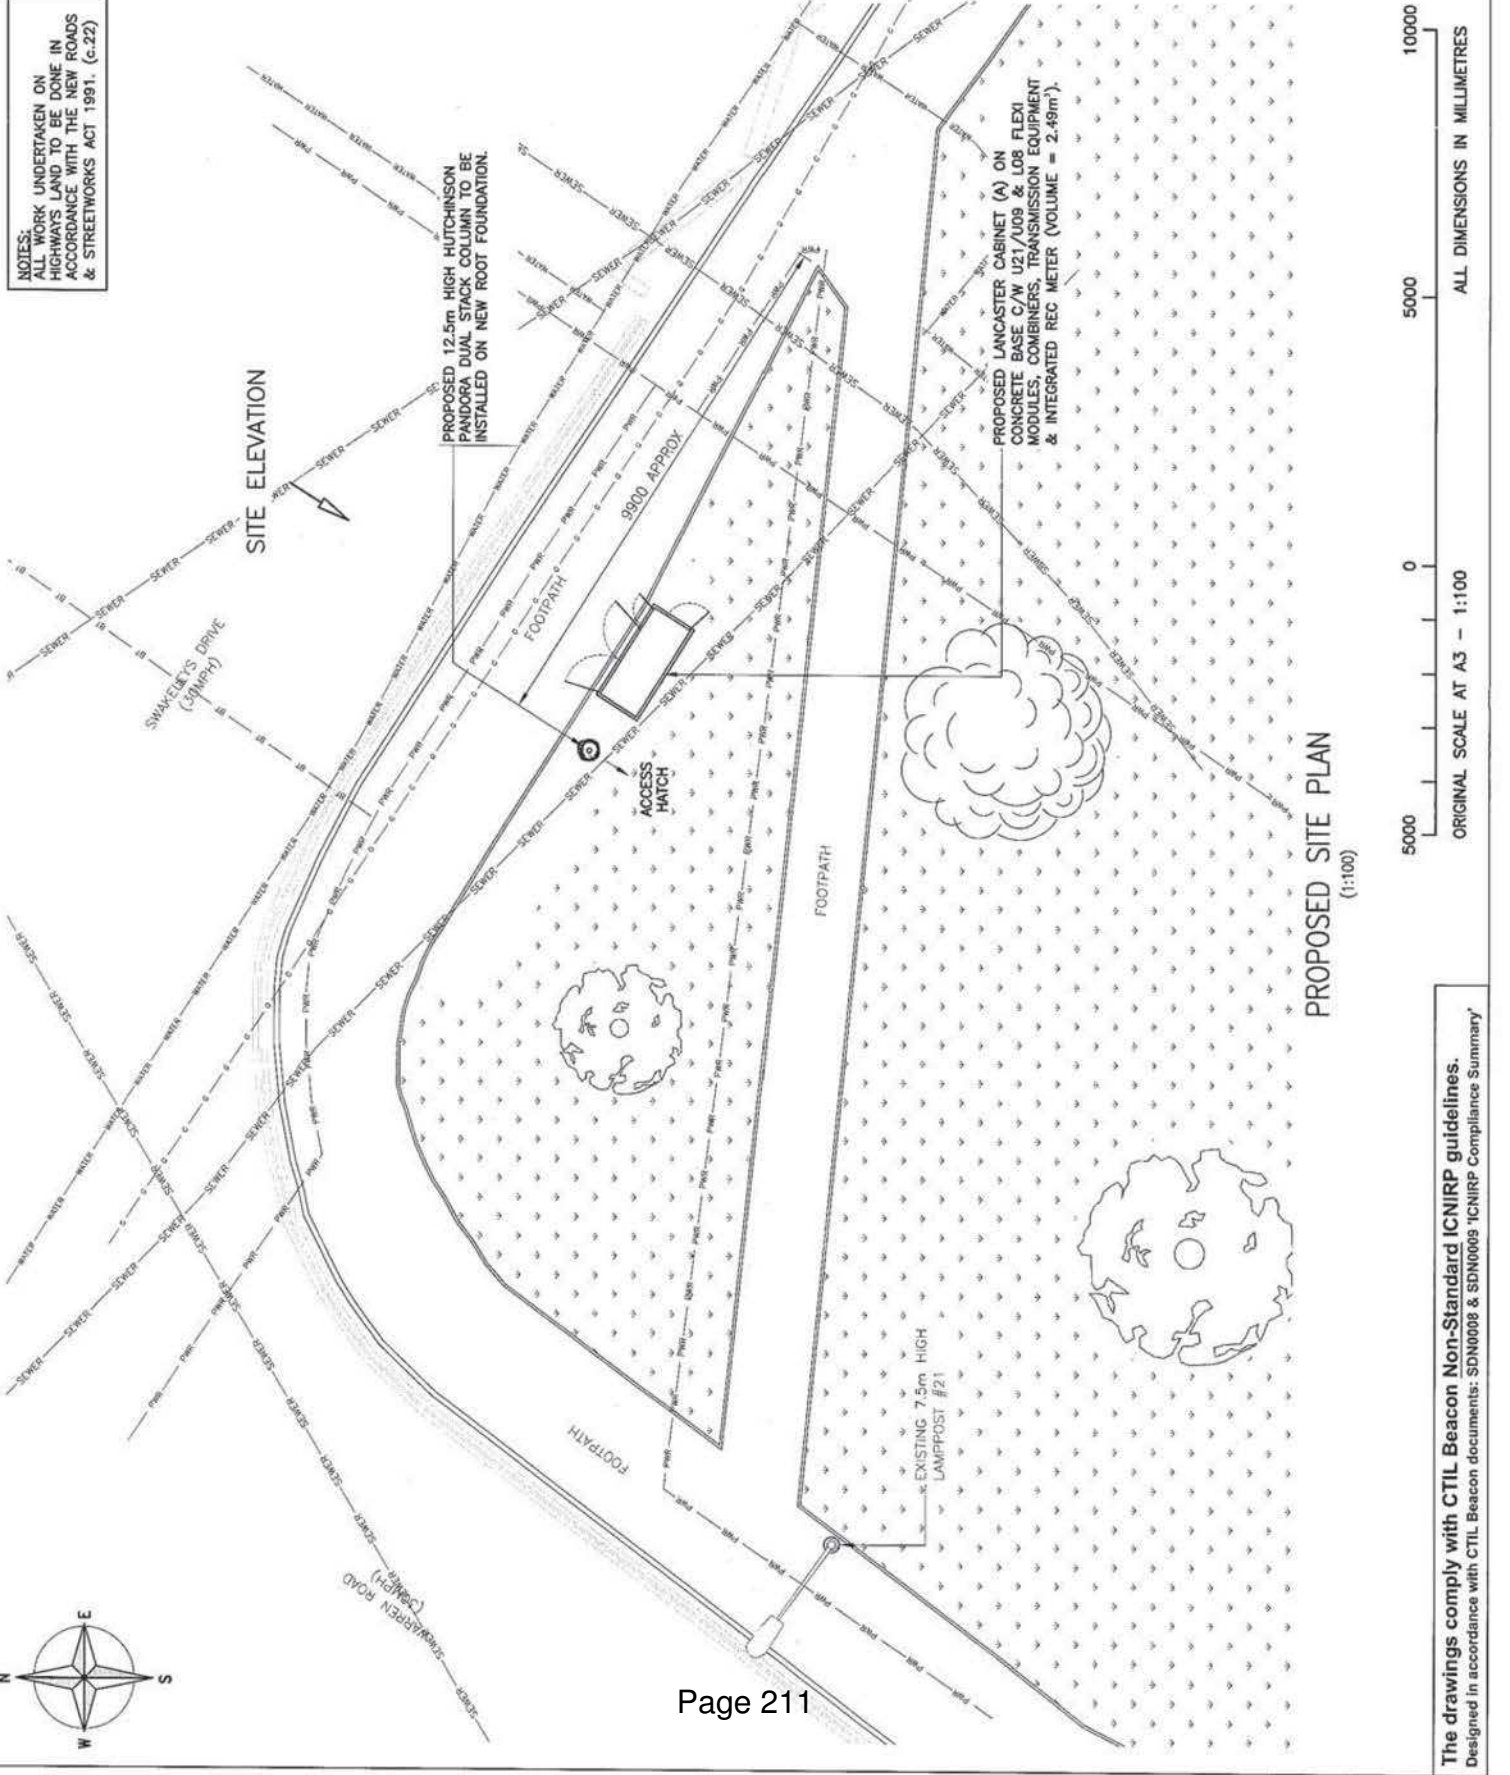 NOTES:
ALL WORK UNDERTAKEN ON
HIGHWAYS LAND TO BE DONE IN
ACCORDANCE WITH THE NEW ROADS
& STREETWORKS ACT 1991. (c.22)
N
E
S
W
SITE ELEVATION
SWAKELEYS DRIVE
(30MPH)
PROPOSED 12.5m HIGH HUTCHINSON
PANDORA DUAL STACK COLUMN TO BE
INSTALLED ON NEW ROOT FOUNDATION.
FOOTPATH
9900 APPROX
ACCESS
HATCH
PROPOSED LANCASTER CABINET (A) ON
CONCRETE BASE C/W U21/U09 & L08 FLEXI
MODULES, COMBINERS, TRANSMISSION EQUIPMENT
& INTEGRATED REC METER (VOLUME = 2.49m³).
FOOTPATH
FOOTPATH
WARREN ROAD
(30MPH)
EXISTING 7.5m HIGH
LAMPPOST #21
SEWER
WATER
PWR
BT
G
PROPOSED SITE PLAN
(1:100)
5000
0
5000
10000
ORIGINAL SCALE AT A3 - 1:100
ALL DIMENSIONS IN MILLIMETRES
The drawings comply with CTIL Beacon Non-Standard ICNIRP guidelines.
Designed in accordance with CTIL Beacon documents: SDN0008 & SDN0009 'ICNIRP Compliance Summary'
Page 211